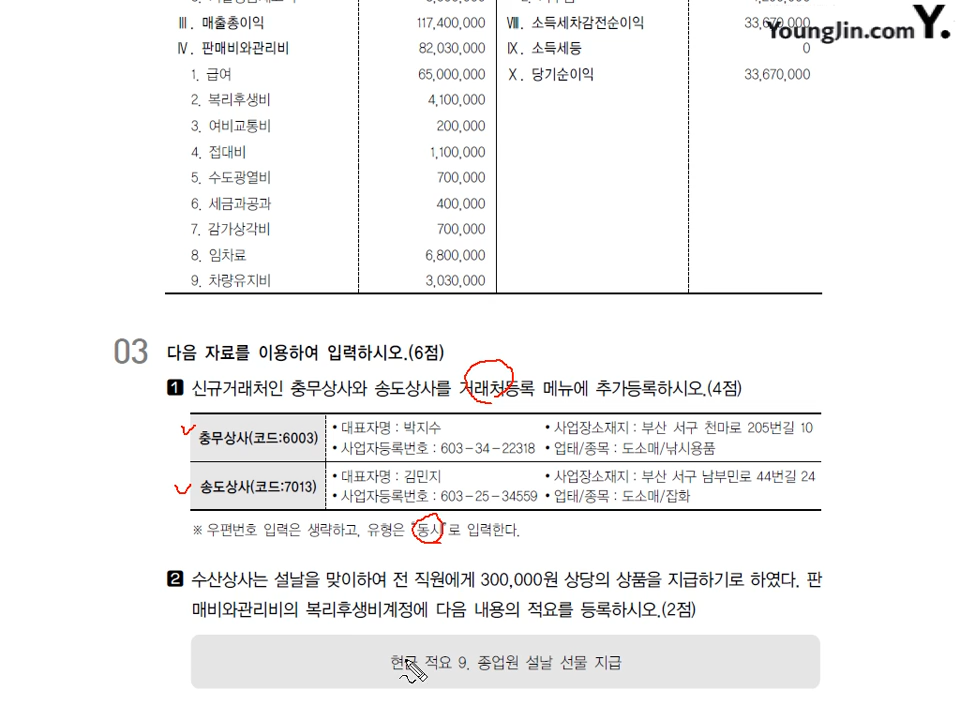 Ⅲ. 매출총이익 117,400,000 Ⅷ. 소득세차감전순이익 33,670,000
YoungJin.com Y.
Ⅳ. 판매비와관리비 82,030,000 Ⅸ. 소득세등 0
1. 급여 65,000,000 Ⅹ. 당기순이익 33,670,000
2. 복리후생비 4,100,000
3. 여비교통비 200,000
4. 접대비 1,100,000
5. 수도광열비 700,000
6. 세금과공과 400,000
7. 감가상각비 700,000
8. 임차료 6,800,000
9. 차량유지비 3,030,000
03 다음 자료를 이용하여 입력하시오.(6점)
1 신규거래처인 충무상사와 송도상사를 거래처등록 메뉴에 추가등록하시오.(4점)
충무상사(코드:6003)
• 대표자명 : 박지수 • 사업장소재지 : 부산 서구 천마로 205번길 10
• 사업자등록번호 : 603-34-22318 • 업태/종목 : 도소매/낚시용품
송도상사(코드:7013)
• 대표자명 : 김민지 • 사업장소재지 : 부산 서구 남부민로 44번길 24
• 사업자등록번호 : 603-25-34559 • 업태/종목 : 도소매/잡화
※ 우편번호 입력은 생략하고, 유형은 '동시'로 입력한다.
2 수산상사는 설날을 맞이하여 전 직원에게 300,000원 상당의 상품을 지급하기로 하였다. 판
매비와관리비의 복리후생비계정에 다음 내용의 적요를 등록하시오.(2점)
현금 적요 9. 종업원 설날 선물 지급